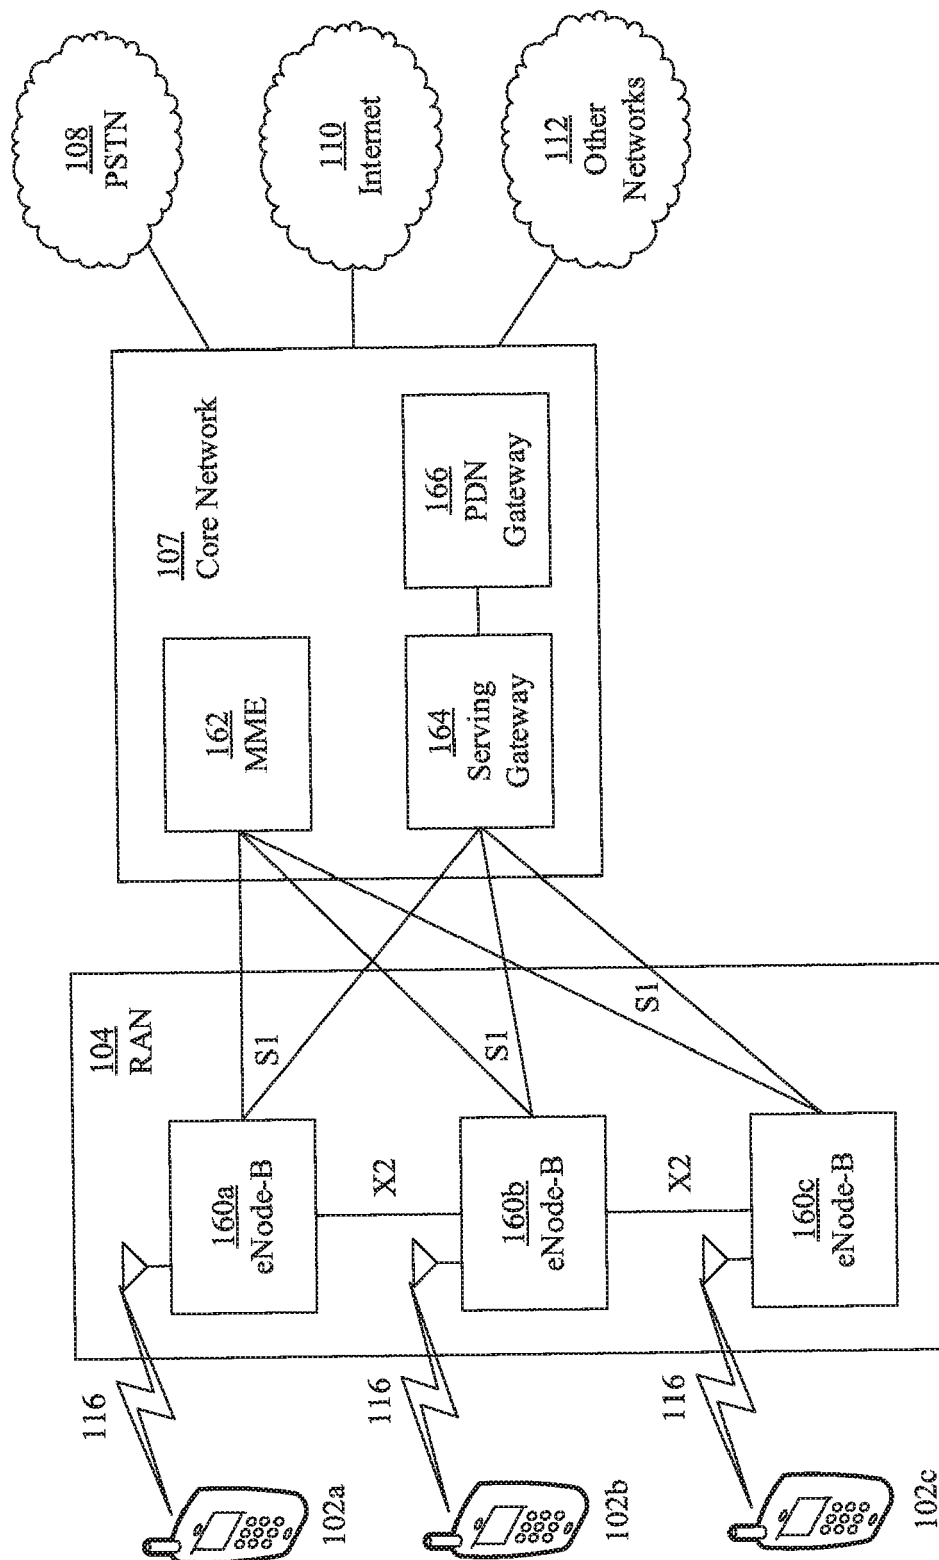 102a
116
104
RAN
160a
eNode-B
S1
X2
102b
116
160b
eNode-B
S1
X2
102c
116
160c
eNode-B
S1
107
Core Network
162
MME
164
Serving
Gateway
166
PDN
Gateway
108
PSTN
110
Internet
112
Other
Networks